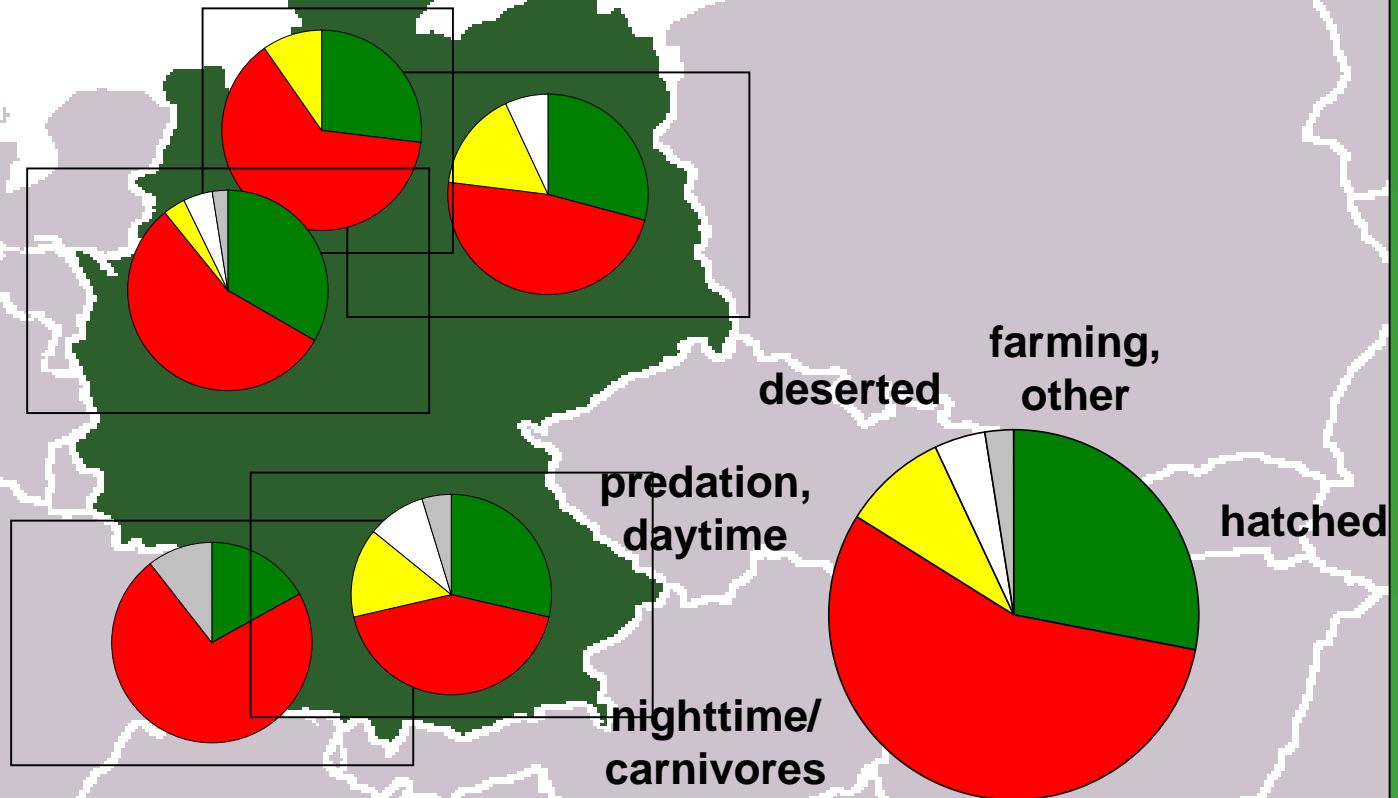 farming,
other
deserted
predation,
daytime
hatched
nighttime/
carnivores